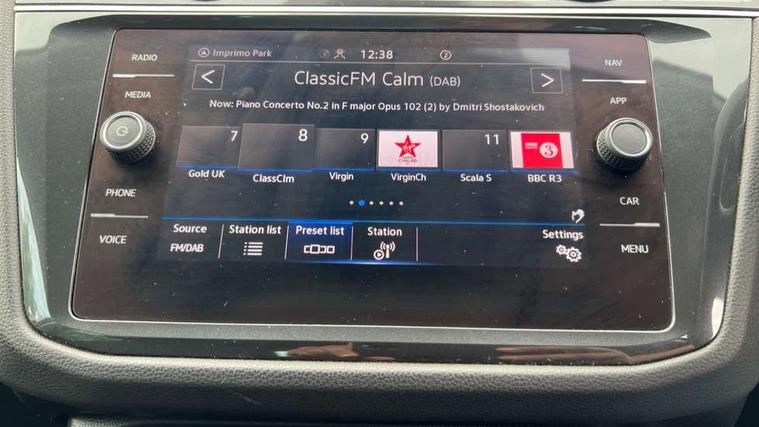 RADIO
MEDIA
PHONE
VOICE
Imprimo Park
12:38
2
< ClassicFM Calm (DAB) >
Now: Piano Concerto No.2 in F major Opus 102 (2) by Dmitri Shostakovich
7 8 9 11
3
Gold UK ClassClm Virgin VirginCh Scala S BBC R3
Source Station list Preset list Station Settings
FM/DAB
NAV
APP
CAR
MENU